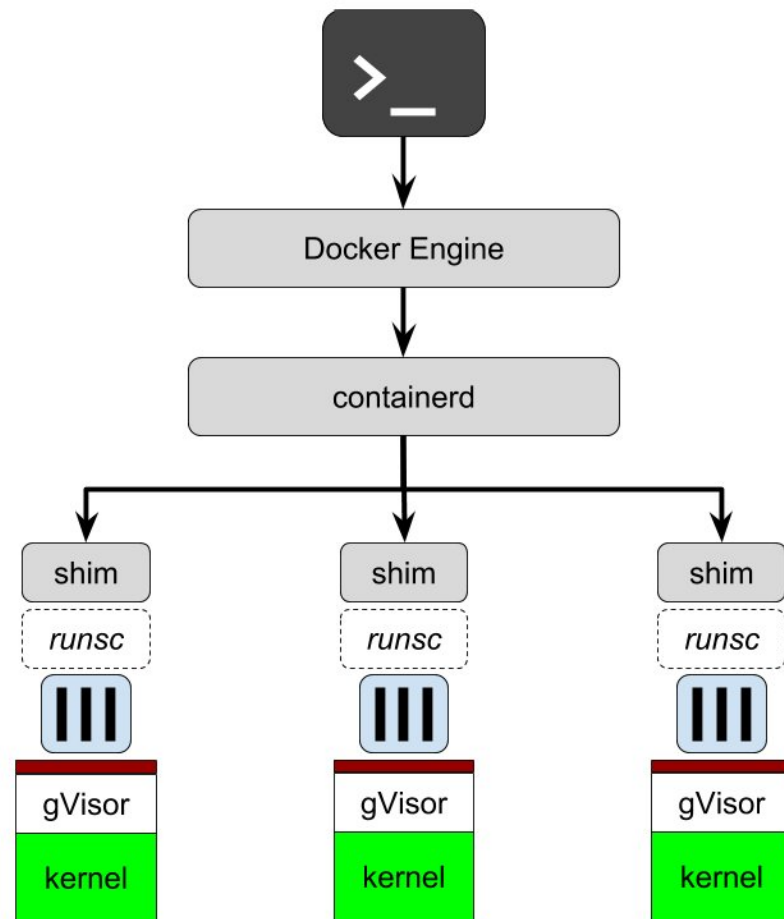 >_
Docker Engine
containerd
shim shim shim
runsc runsc runsc
gVisor gVisor gVisor
kernel kernel kernel